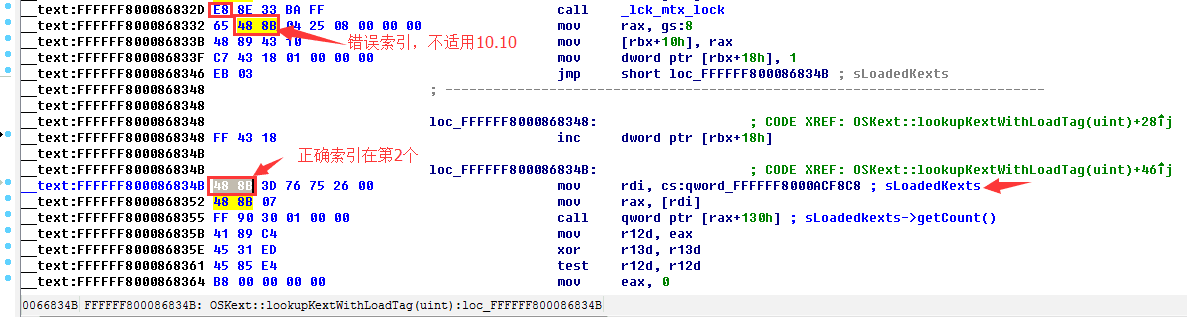 __text:FFFFFF800086832D E8 8E 33 BA FF call _lck_mtx_lock
__text:FFFFFF8000868332 65 48 8B 04 25 08 00 00 00 mov rax, gs:8
错误索引，不适用10.10
__text:FFFFFF800086833B 48 89 43 10 mov [rbx+10h], rax
__text:FFFFFF800086833F C7 43 18 01 00 00 00 mov dword ptr [rbx+18h], 1
__text:FFFFFF8000868346 EB 03 jmp short loc_FFFFFF800086834B ; sLoadedKexts
__text:FFFFFF8000868348 ; ---------------------------------------------------------------------------
__text:FFFFFF8000868348
__text:FFFFFF8000868348 loc_FFFFFF8000868348: ; CODE XREF: OSKext::lookupKextWithLoadTag(uint)+28↑j
__text:FFFFFF8000868348 FF 43 18 inc dword ptr [rbx+18h]
__text:FFFFFF800086834B
正确索引在第2个
__text:FFFFFF800086834B loc_FFFFFF800086834B: ; CODE XREF: OSKext::lookupKextWithLoadTag(uint)+46↑j
__text:FFFFFF800086834B 48 8B 3D 76 75 26 00 mov rdi, cs:qword_FFFFFF8000ACF8C8 ; sLoadedKexts
__text:FFFFFF8000868352 48 8B 07 mov rax, [rdi]
__text:FFFFFF8000868355 FF 90 30 01 00 00 call qword ptr [rax+130h] ; sLoadedkexts->getCount()
__text:FFFFFF800086835B 41 89 C4 mov r12d, eax
__text:FFFFFF800086835E 45 31 ED xor r13d, r13d
__text:FFFFFF8000868361 45 85 E4 test r12d, r12d
__text:FFFFFF8000868364 B8 00 00 00 00 mov eax, 0
0066834B FFFFFF800086834B: OSKext::lookupKextWithLoadTag(uint):loc_FFFFFF800086834B